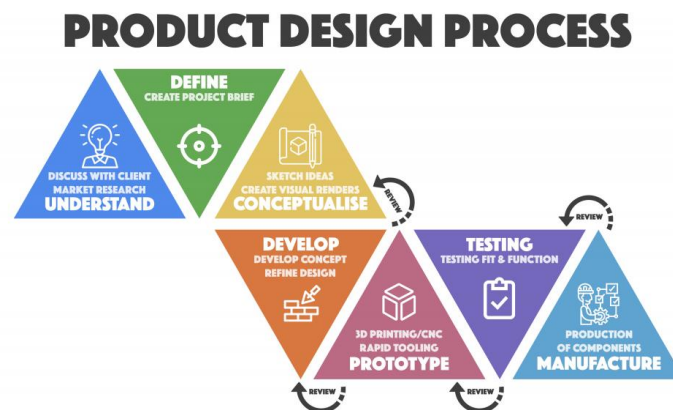 PRODUCT DESIGN PROCESS
DEFINE
CREATE PROJECT BRIEF
DISCUSS WITH CLIENT
MARKET RESEARCH
UNDERSTAND
SKETCH IDEAS
CREATE VISUAL RENDERS
CONCEPTUALISE
REVIEW
REVIEW
DEVELOP
DEVELOP CONCEPT
REFINE DESIGN
3D PRINTING/CNC
RAPID TOOLING
PROTOTYPE
TESTING
TESTING FIT & FUNCTION
PRODUCTION
OF COMPONENTS
MANUFACTURE
REVIEW
REVIEW